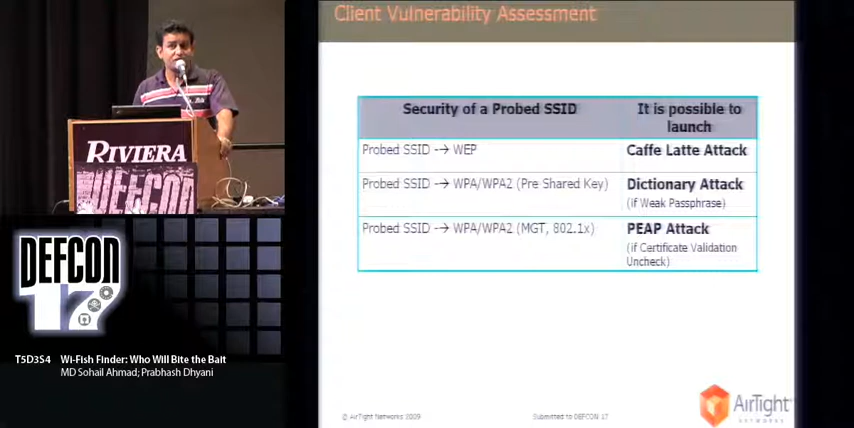 Client Vulnerability Assessment
Security of a Probed SSID
It is possible to
launch
Probed SSID --> WEP
Caffe Latte Attack
Probed SSID --> WPA/WPA2 (Pre Shared Key)
Dictionary Attack
(if Weak Passphrase)
Probed SSID --> WPA/WPA2 (MGT, 802.1x)
PEAP Attack
(if Certificate Validation
Uncheck)
RIVIERA
DEFCON
DEFCON
17
T5D3S4 Wi-Fish Finder: Who Will Bite the Bait
MD Sohail Ahmad; Prabhash Dhyani
© AirTight Networks 2009
Submitted to DEFCON 17
AirTight
NETWORKS